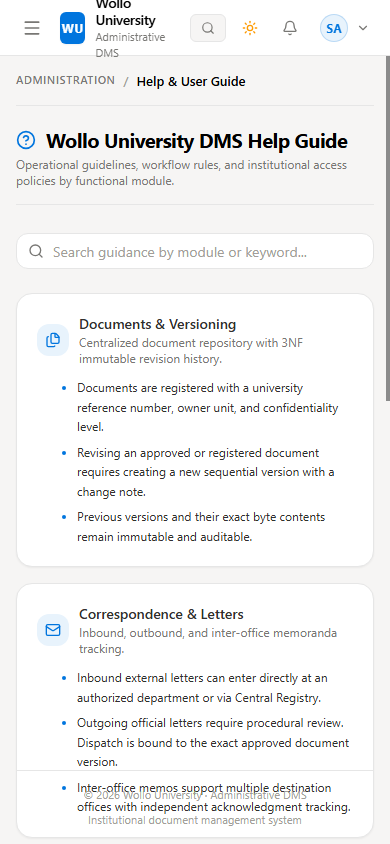 WU
Wollo
University
Administrative
DMS
SA
ADMINISTRATION / Help & User Guide
Wollo University DMS Help Guide
Operational guidelines, workflow rules, and institutional access
policies by functional module.
Search guidance by module or keyword...
Documents & Versioning
Centralized document repository with 3NF
immutable revision history.
• Documents are registered with a university
reference number, owner unit, and confidentiality
level.
• Revising an approved or registered document
requires creating a new sequential version with a
change note.
• Previous versions and their exact byte contents
remain immutable and auditable.
Correspondence & Letters
Inbound, outbound, and inter-office memoranda
tracking.
• Inbound external letters can enter directly at an
authorized department or via Central Registry.
• Outgoing official letters require procedural review.
Dispatch is bound to the exact approved document
version.
• Inter-office memos support multiple destination
© 2026 Wollo University · Administrative DMS
offices with independent acknowledgment tracking.
Institutional document management system